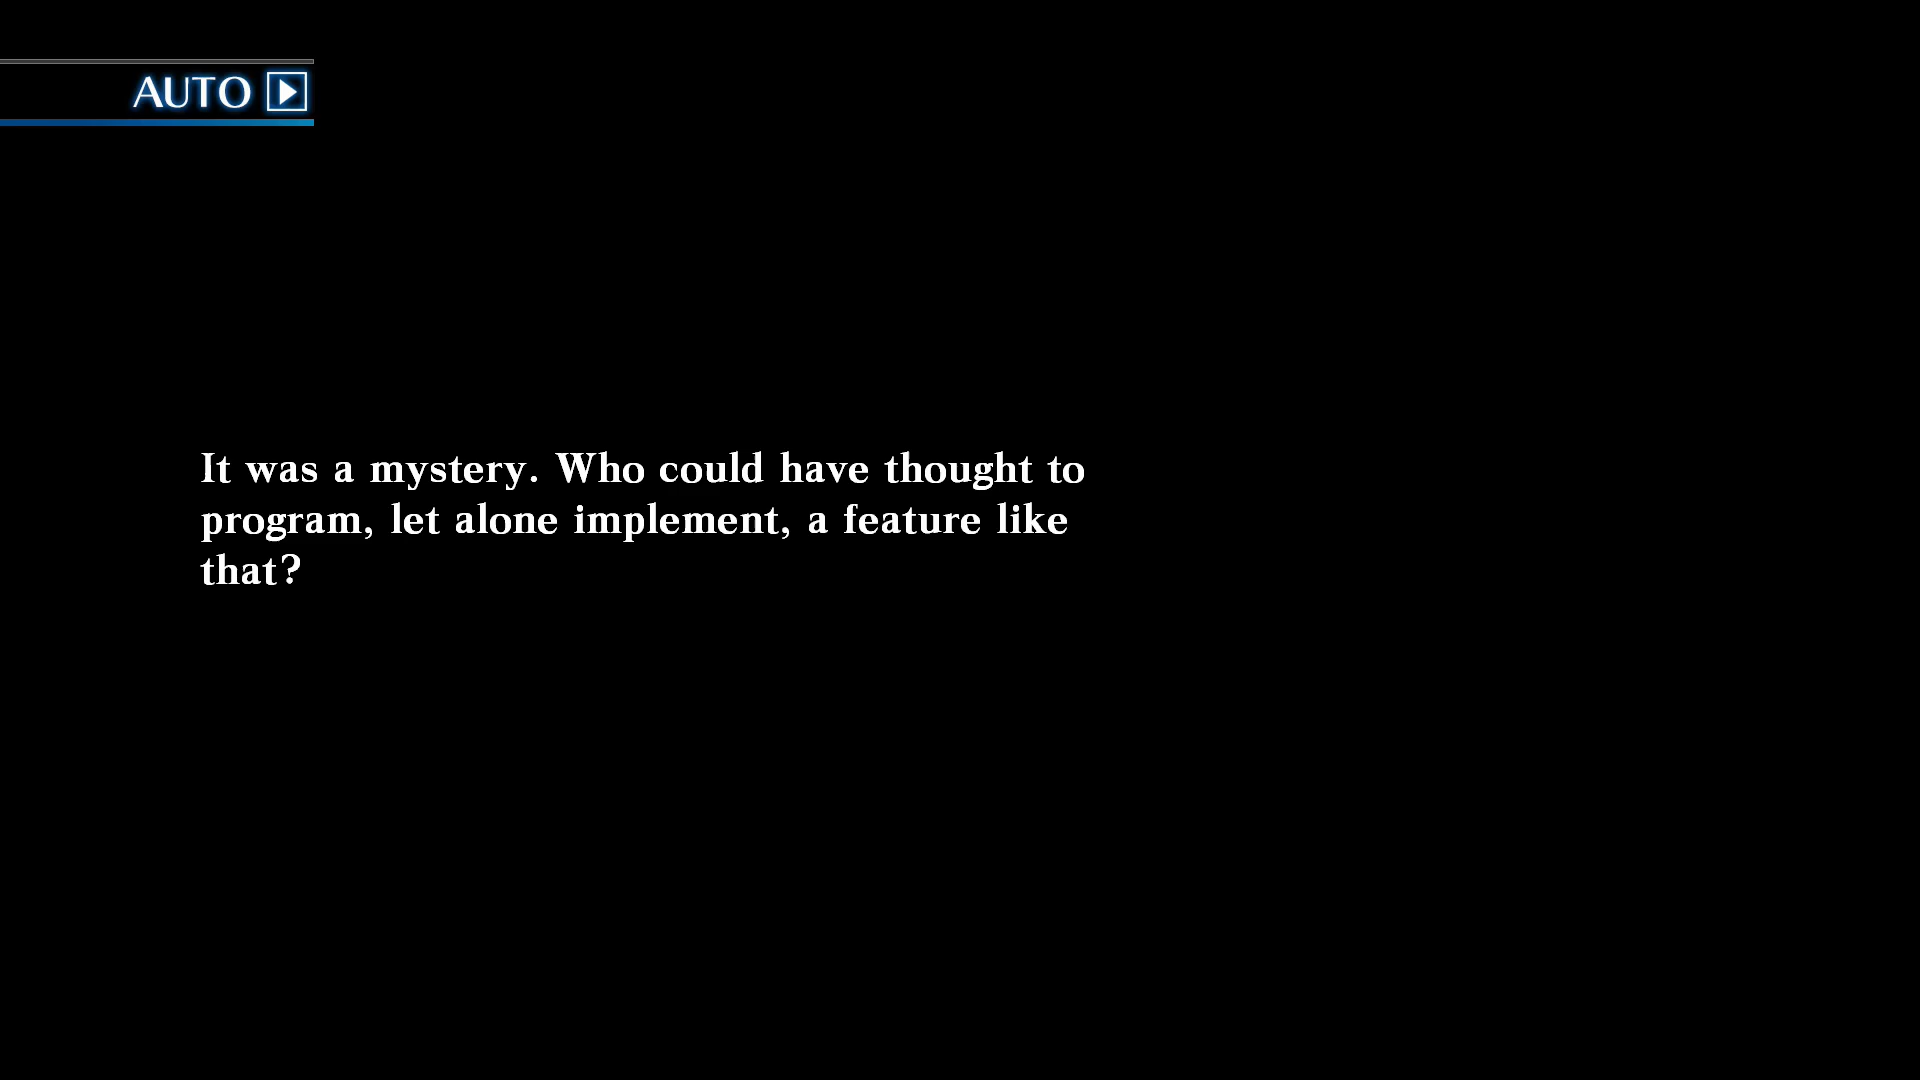 AUTO
It was a mystery. Who could have thought to
program, let alone implement, a feature like
that?